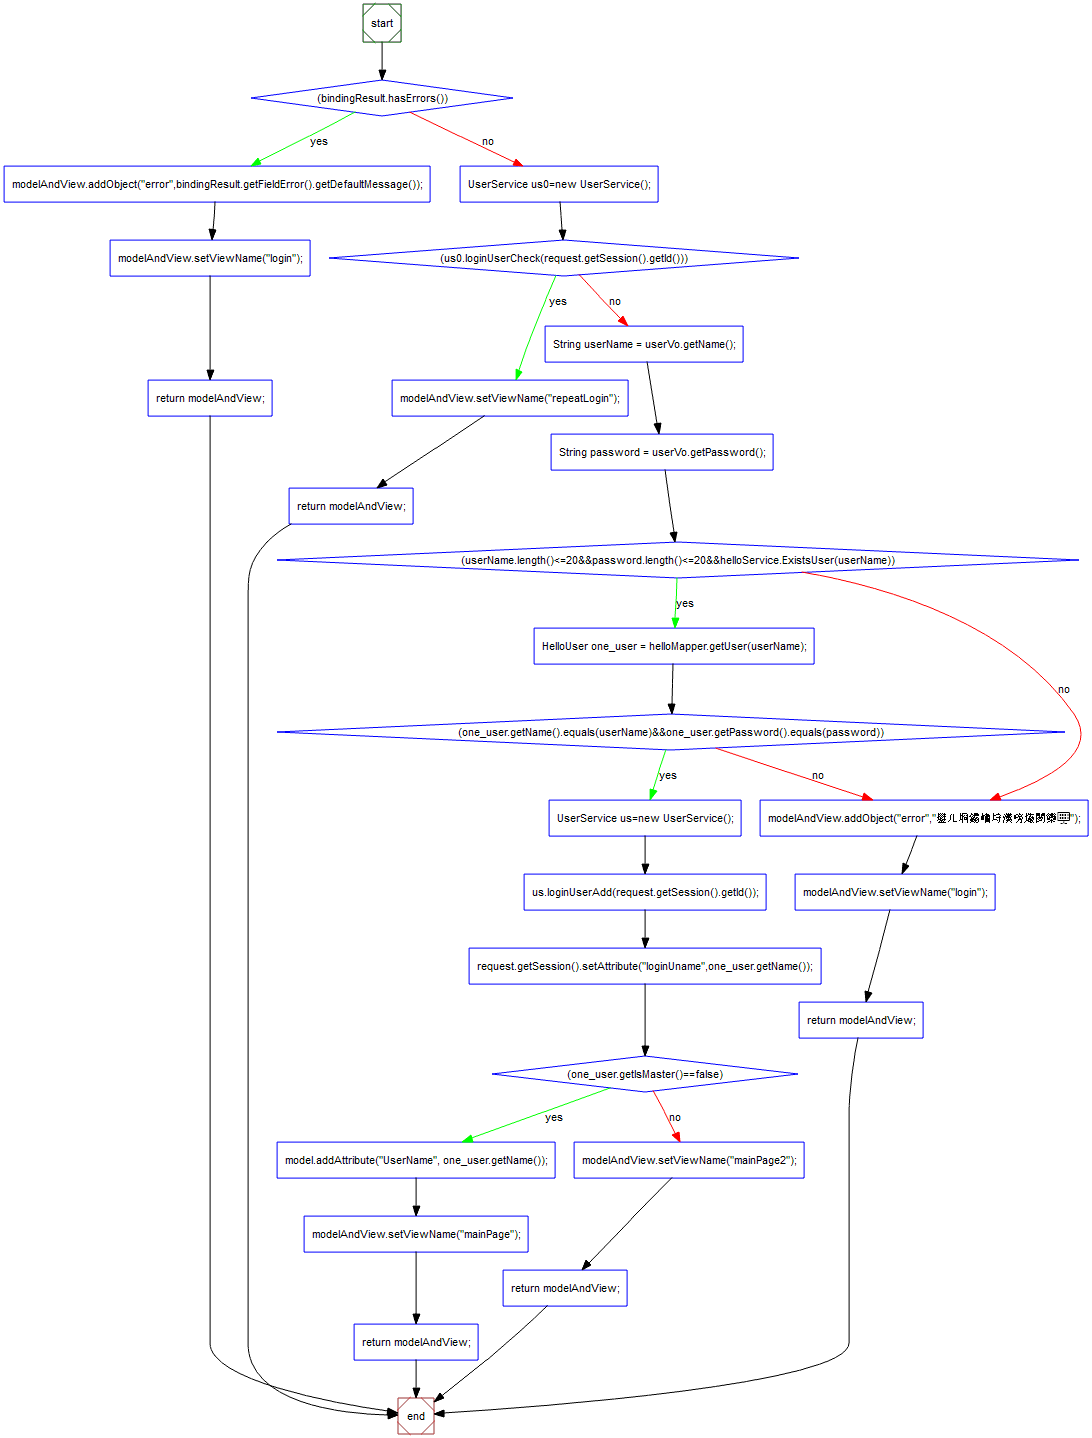 start
(bindingResult.hasErrors())
yes
no
modelAndView.addObject("error",bindingResult.getFieldError().getDefaultMessage());
UserService us0=new UserService();
modelAndView.setViewName("login");
(us0.loginUserCheck(request.getSession().getId()))
yes
no
String userName = userVo.getName();
return modelAndView;
modelAndView.setViewName("repeatLogin");
String password = userVo.getPassword();
return modelAndView;
(userName.length()<=20&&password.length()<=20&&helloService.ExistsUser(userName))
yes
HelloUser one_user = helloMapper.getUser(userName);
no
(one_user.getName().equals(userName)&&one_user.getPassword().equals(password))
yes
no
UserService us=new UserService();
modelAndView.addObject("error","");
us.loginUserAdd(request.getSession().getId());
modelAndView.setViewName("login");
request.getSession().setAttribute("loginUname",one_user.getName());
return modelAndView;
(one_user.getIsMaster()==false)
yes
no
model.addAttribute("UserName", one_user.getName());
modelAndView.setViewName("mainPage2");
modelAndView.setViewName("mainPage");
return modelAndView;
return modelAndView;
end